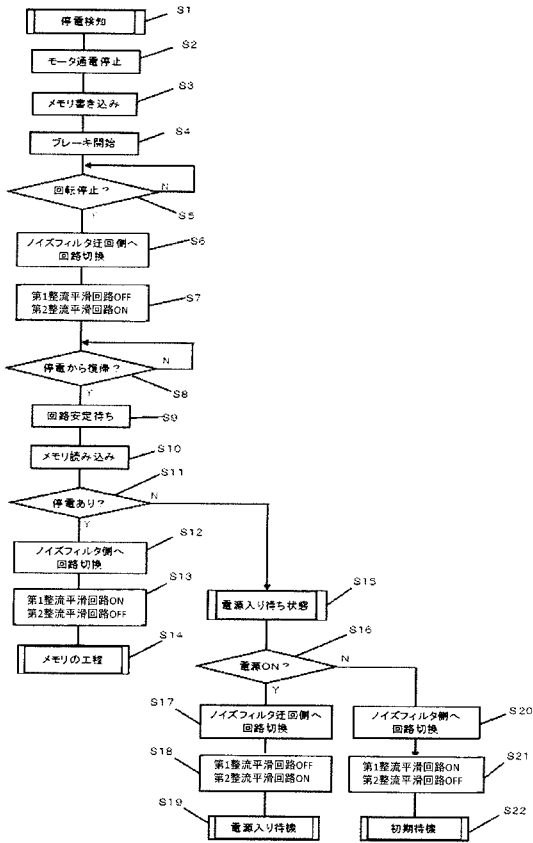 停電検知
S1
モータ通電停止
S2
メモリ書き込み
S3
ブレーキ開始
S4
回転停止？
N
Y
S5
ノイズフィルタ迂回側へ
回路切換
S6
第1整流平滑回路OFF
第2整流平滑回路ON
S7
停電から復帰？
N
Y
S8
回路安定待ち
S9
メモリ読み込み
S10
停電あり？
S11
N
Y
ノイズフィルタ側へ
回路切換
S12
第1整流平滑回路ON
第2整流平滑回路OFF
S13
メモリの工程
S14
電源入り待ち状態
S15
電源ON？
S16
N
Y
ノイズフィルタ迂回側へ
回路切換
S17
第1整流平滑回路OFF
第2整流平滑回路ON
S18
電源入り待機
S19
ノイズフィルタ側へ
回路切換
S20
第1整流平滑回路ON
第2整流平滑回路OFF
S21
初期待機
S22